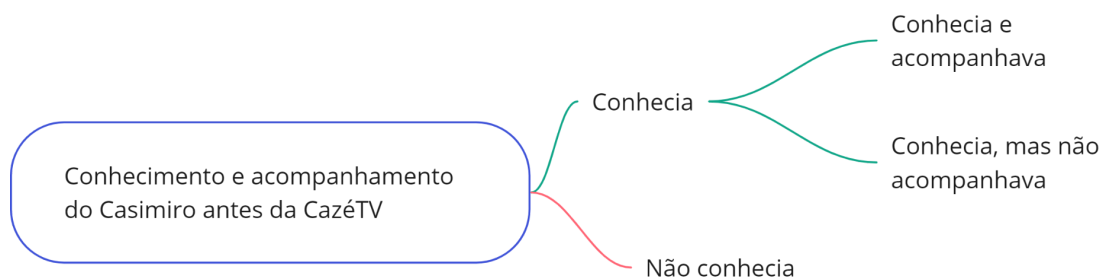 Conhecimento e acompanhamento
do Casimiro antes da CazéTV
Conhecia
Conhecia e
acompanhava
Conhecia, mas não
acompanhava
Não conhecia